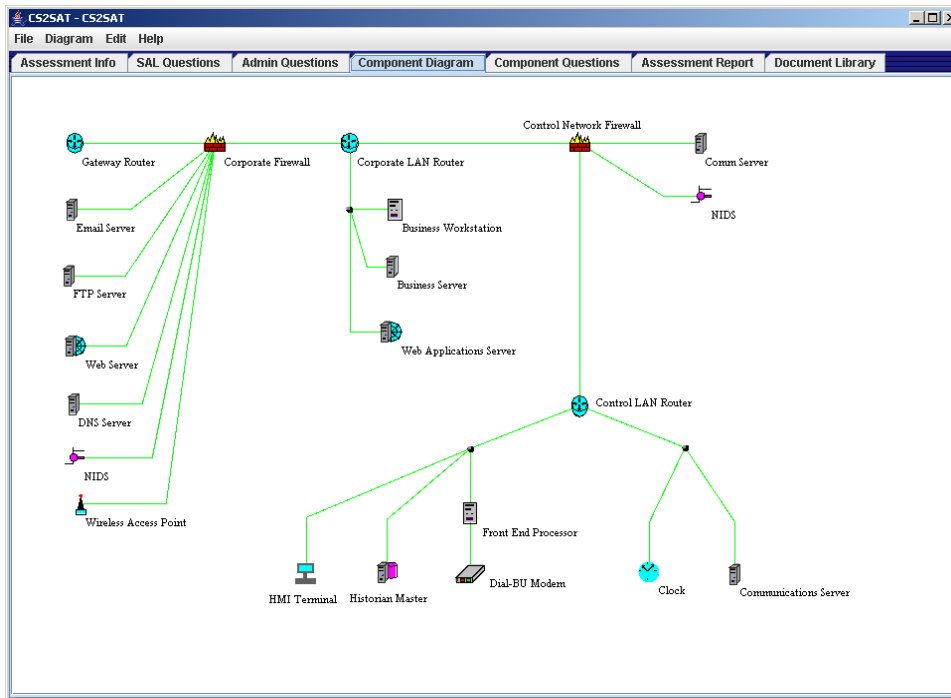 CS2SAT - CS2SAT
File Diagram Edit Help
Assessment Info SAL Questions Admin Questions Component Diagram Component Questions Assessment Report Document Library
Control Network Firewall
Gateway Router Corporate Firewall Corporate LAN Router Comm Server
NIDS
Email Server Business Workstation
Business Server
FTP Server
Web Applications Server
Web Server
Control LAN Router
DNS Server
NIDS
Wireless Access Point
Front End Processor
Dial-BU Modem
HMI Terminal Historian Master Clock Communications Server